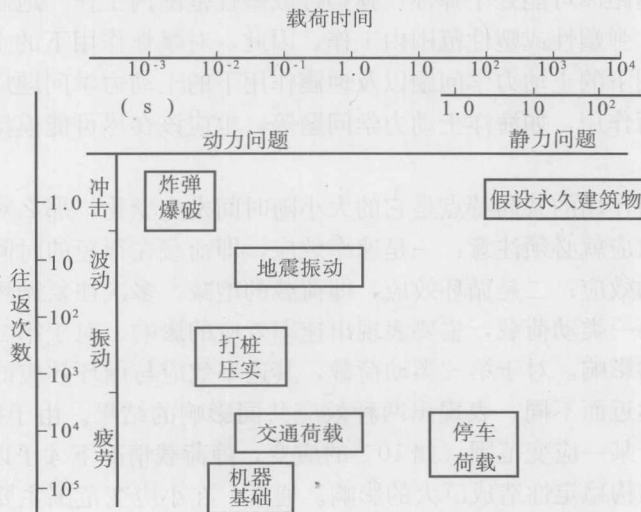 载荷时间
10⁻³ 10⁻² 10⁻¹ 1.0 10 10² 10³ 10⁴
(s) 1.0 10 10²
动力问题 静力问题
往返次数
1.0 10 10² 10³ 10⁴ 10⁵
冲击
波动
振动
疲劳
炸弹
爆破
假设永久建筑物
地震振动
打桩
压实
交通荷载
停车
荷载
机器
基础